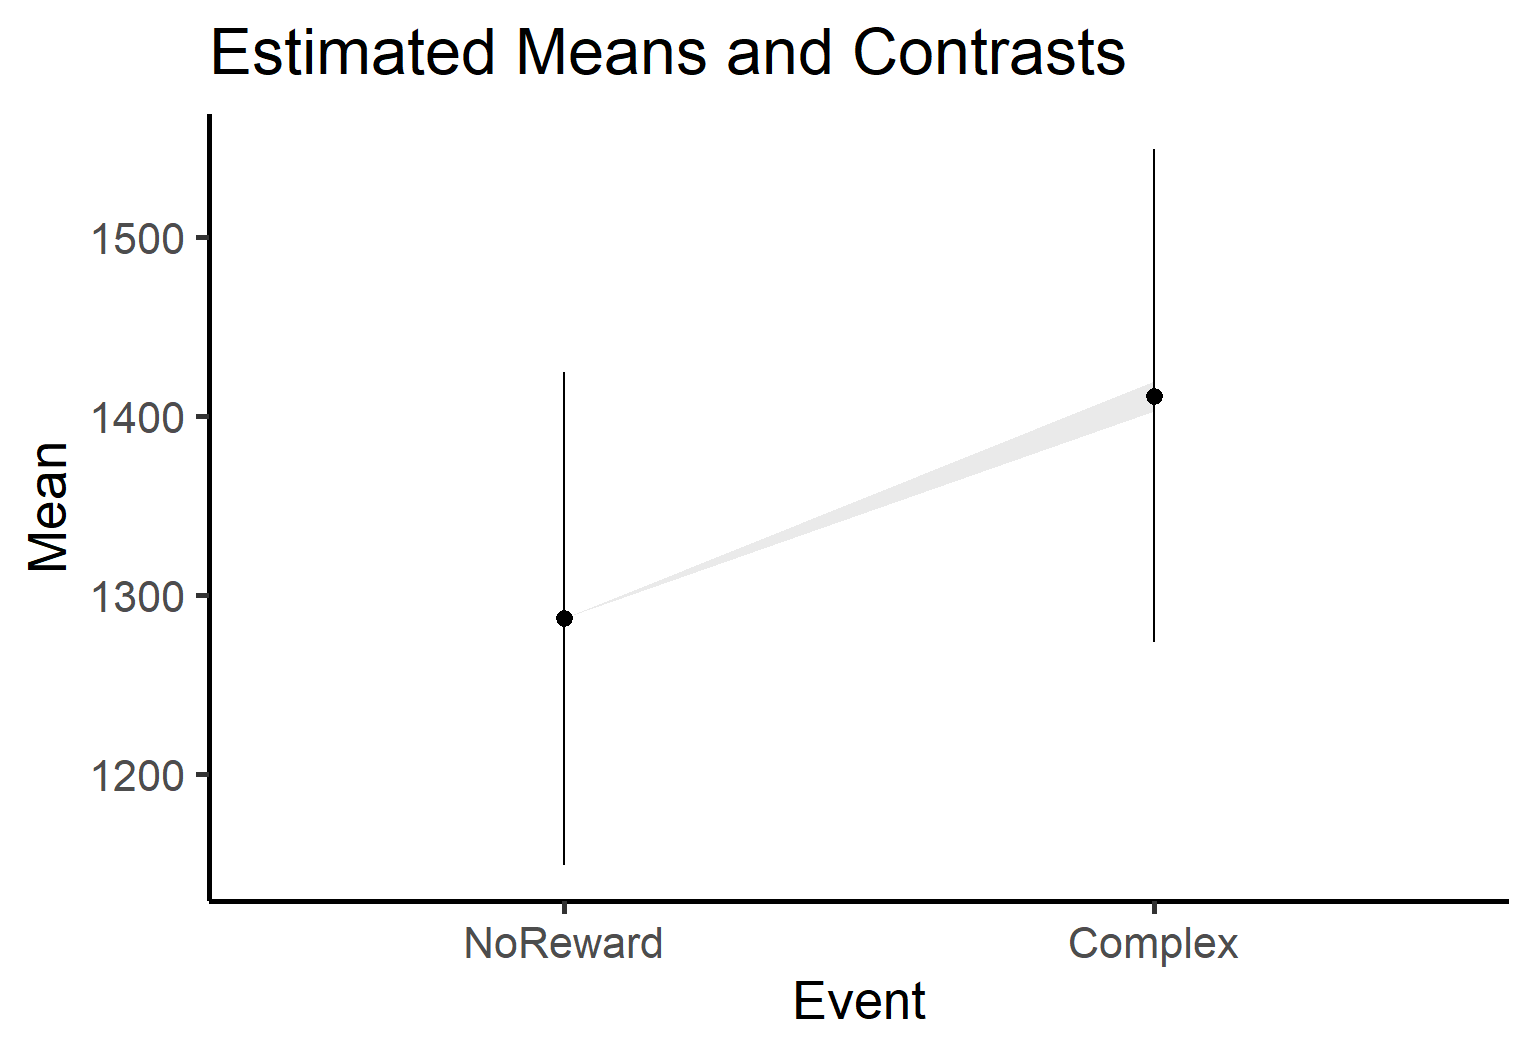 Estimated Means and Contrasts
1500
1400
1300
1200
Mean
NoReward
Complex
Event